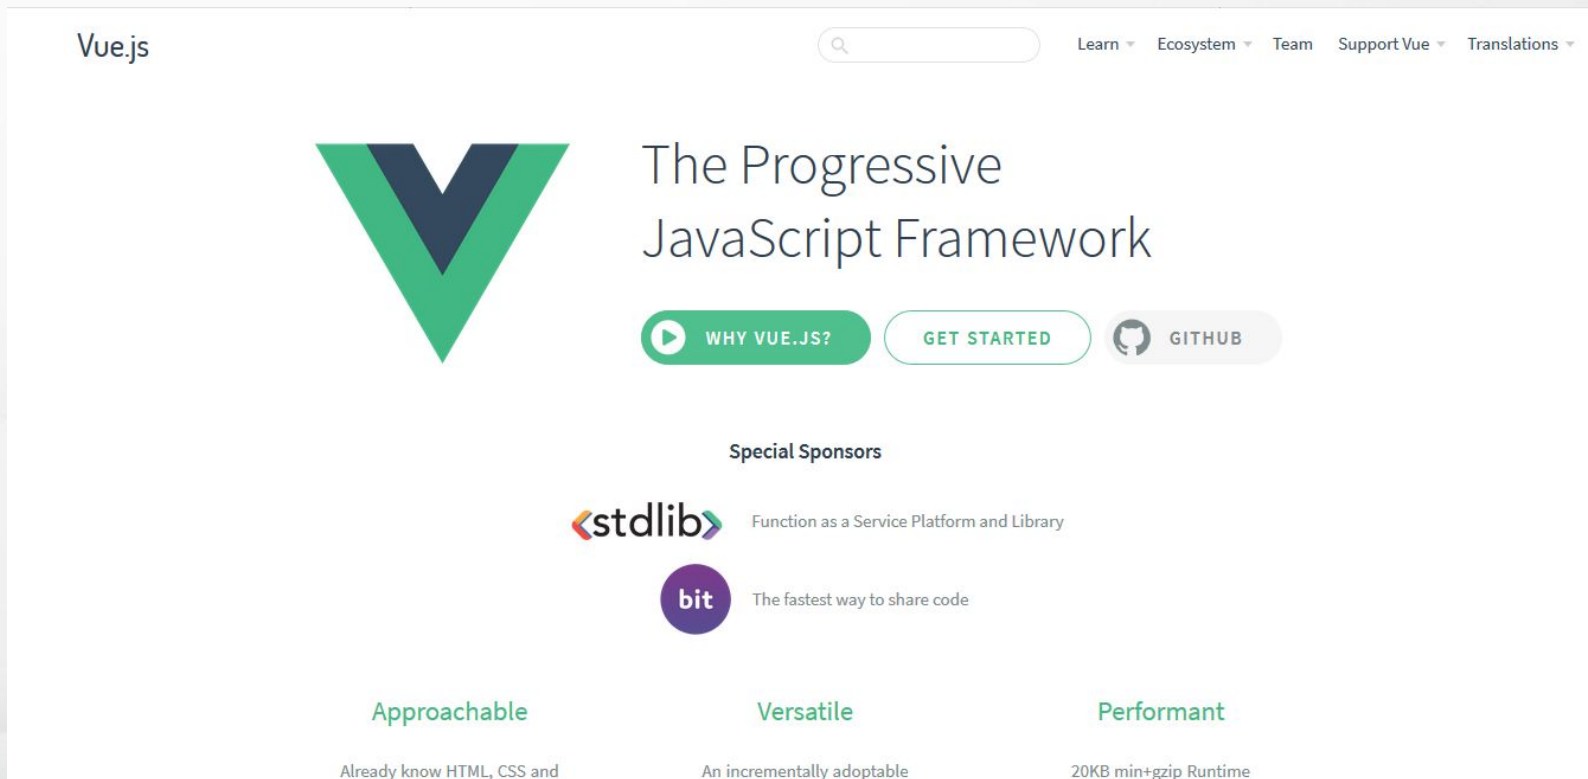 Vue.js
Learn Ecosystem Team Support Vue Translations
The Progressive
JavaScript Framework
WHY VUE.JS? GET STARTED GITHUB
Special Sponsors
<stdlib> Function as a Service Platform and Library
bit The fastest way to share code
Approachable Versatile Performant
Already know HTML, CSS and An incrementally adoptable 20KB min+gzip Runtime